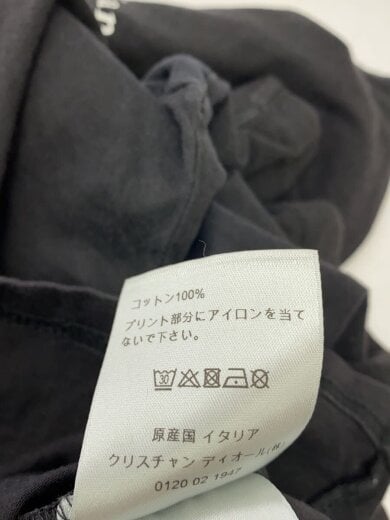 コットン100%
プリント部分にアイロンを当て
ないで下さい。
30
原産国 イタリア
クリスチャン ディオール(株)
0120 02 1947